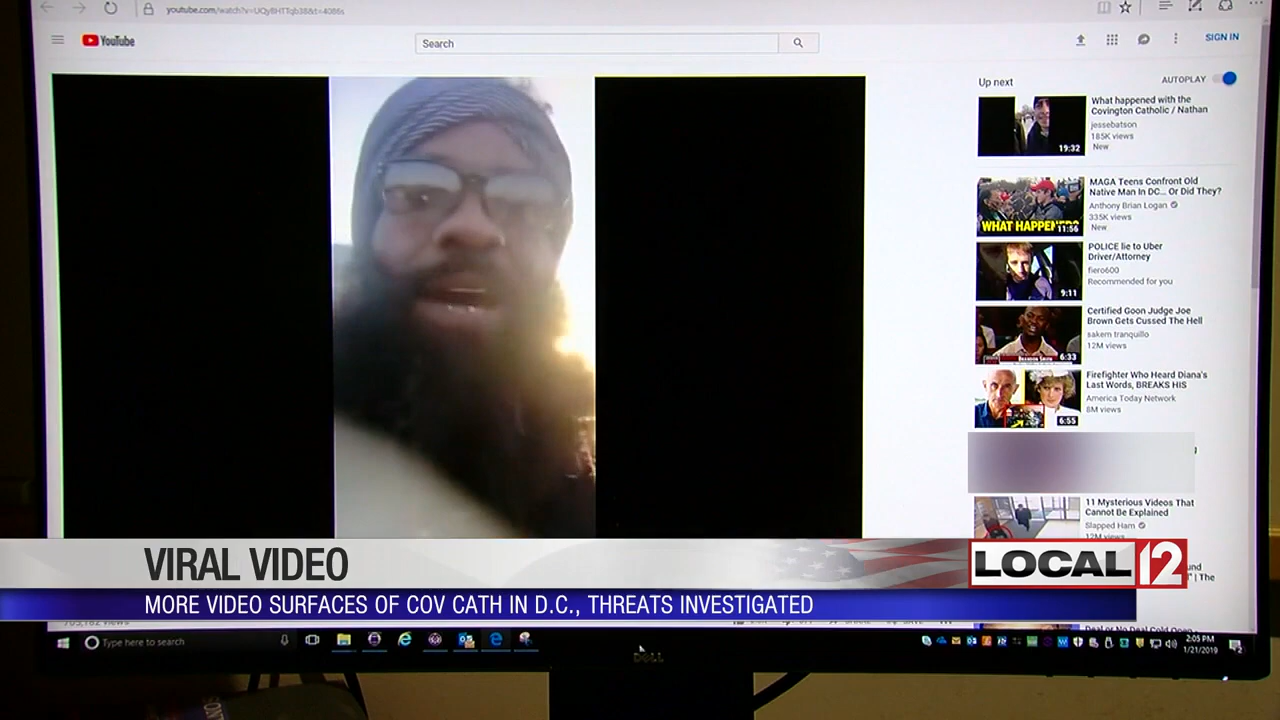 youtube.com/watch?v=UQyBHTTqb38&t=4086s
YouTube
Search
SIGN IN
Up next
AUTOPLAY
What happened with the
Covington Catholic / Nathan
jessebatson
185K views
New
19:32
MAGA Teens Confront Old
Native Man In DC... Or Did They?
Anthony Brian Logan
335K views
New
WHAT HAPPENED?
11:56
POLICE lie to Uber
Driver/Attorney
fiero600
Recommended for you
9:11
Certified Goon Judge Joe
Brown Gets Cussed The Hell
sakem tranquillo
12M views
6:33
Firefighter Who Heard Diana's
Last Words, BREAKS HIS
America Today Network
8M views
6:55
11 Mysterious Videos That
Cannot Be Explained
Slapped Ham
12M views
| The
VIRAL VIDEO
LOCAL 12
MORE VIDEO SURFACES OF COV CATH IN D.C., THREATS INVESTIGATED
Type here to search
2:05 PM
1/21/2019
DELL